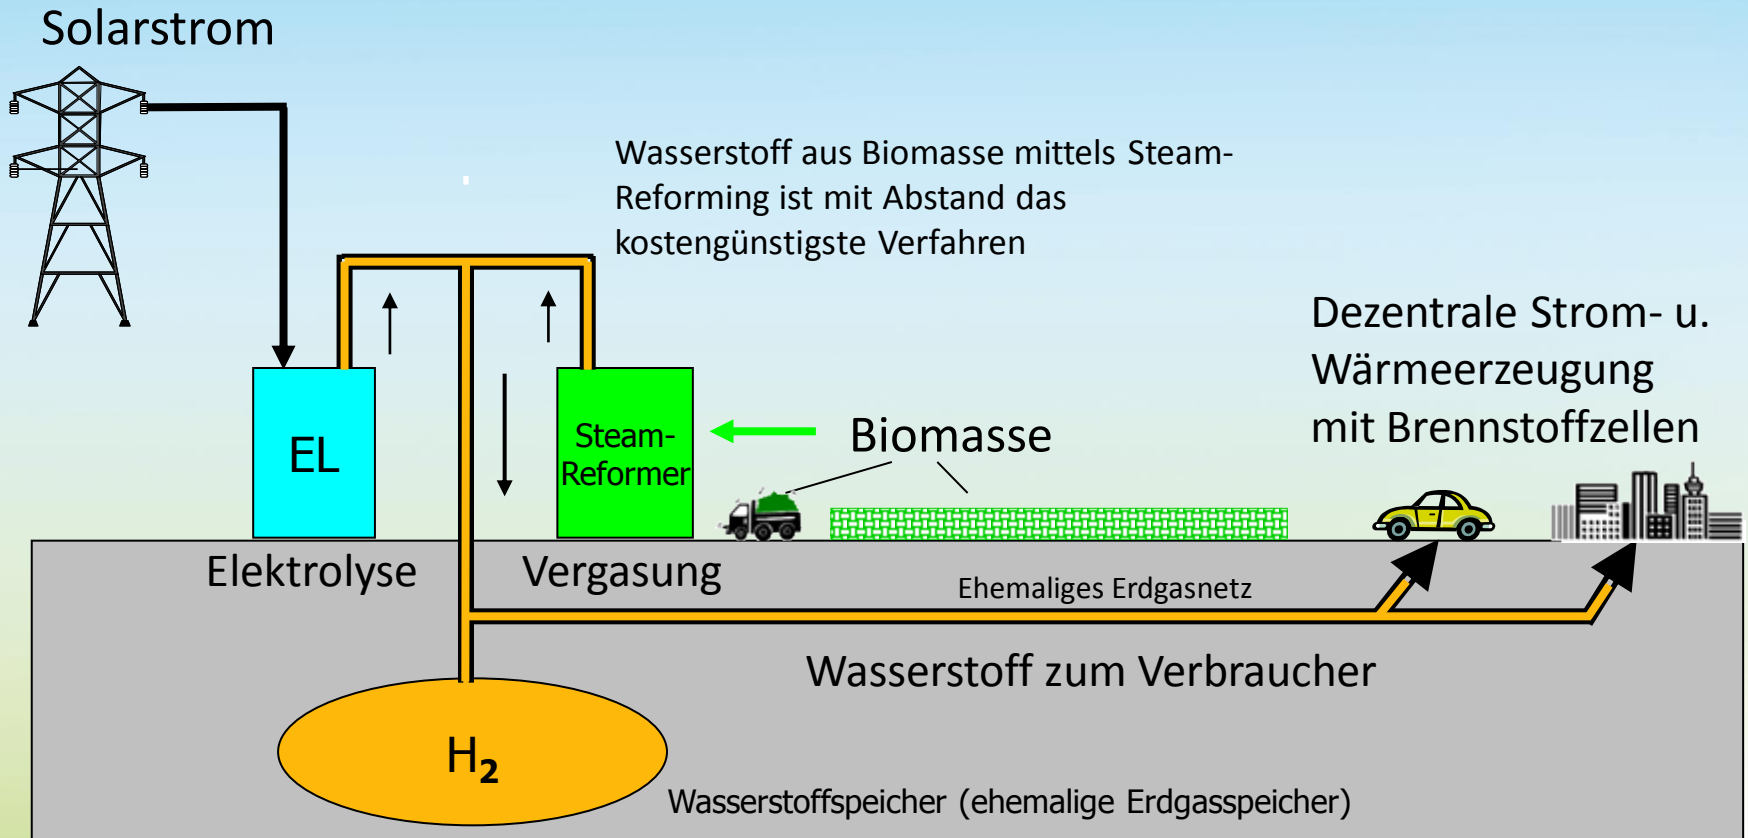 Solarstrom
Wasserstoff aus Biomasse mittels Steam-
Reforming ist mit Abstand das
kostengünstigste Verfahren
Dezentrale Strom- u.
Wärmeerzeugung
mit Brennstoffzellen
EL
Steam-
Reformer
Biomasse
Elektrolyse
Vergasung
Ehemaliges Erdgasnetz
Wasserstoff zum Verbraucher
H₂
Wasserstoffspeicher (ehemalige Erdgasspeicher)